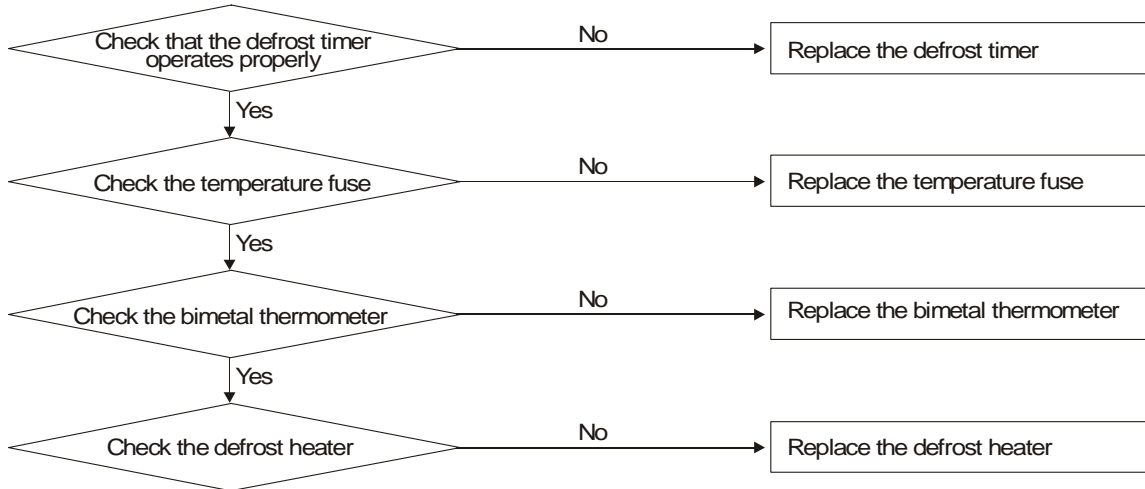 Check that the defrost timer
operates properly
No
Replace the defrost timer
Yes
Check the temperature fuse
No
Replace the temperature fuse
Yes
Check the bimetal thermometer
No
Replace the bimetal thermometer
Yes
Check the defrost heater
No
Replace the defrost heater